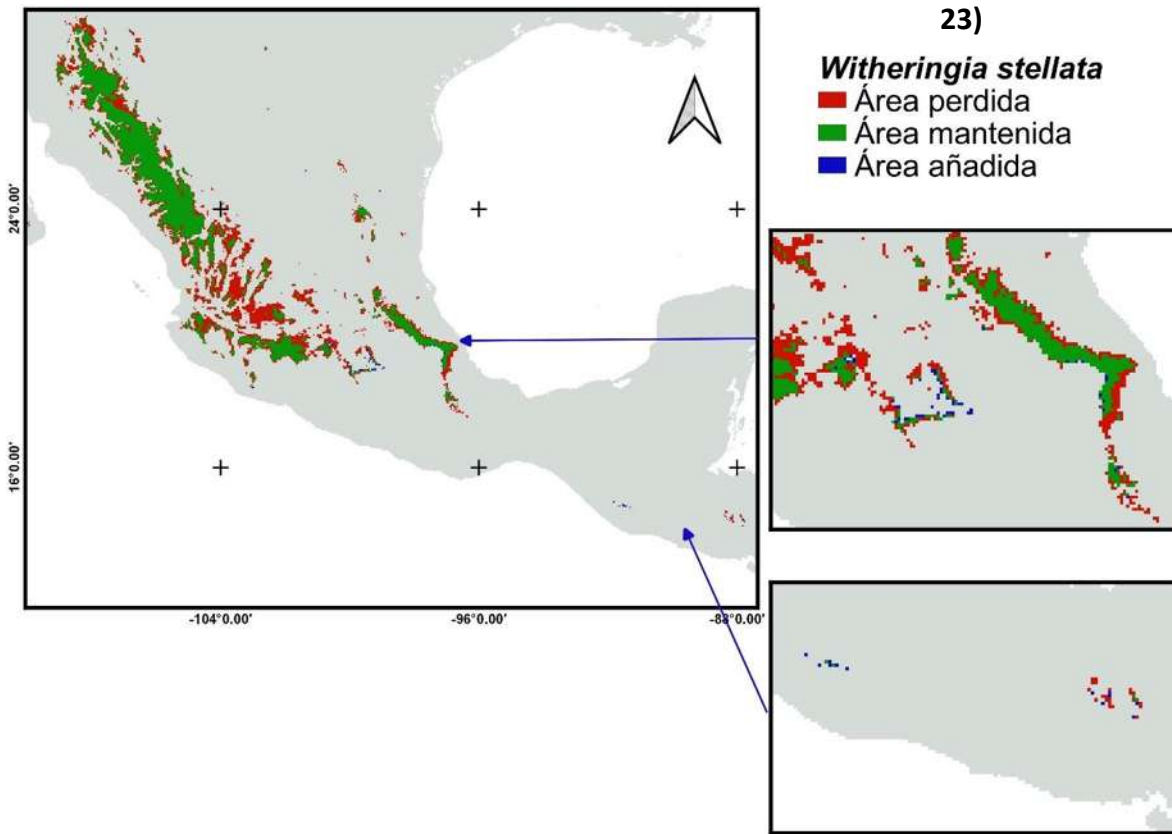 23)
Witheringia stellata
Área perdida
Área mantenida
Área añadida
24°0.00'
16°0.00'
-104°0.00'
-96°0.00'
-88°0.00'